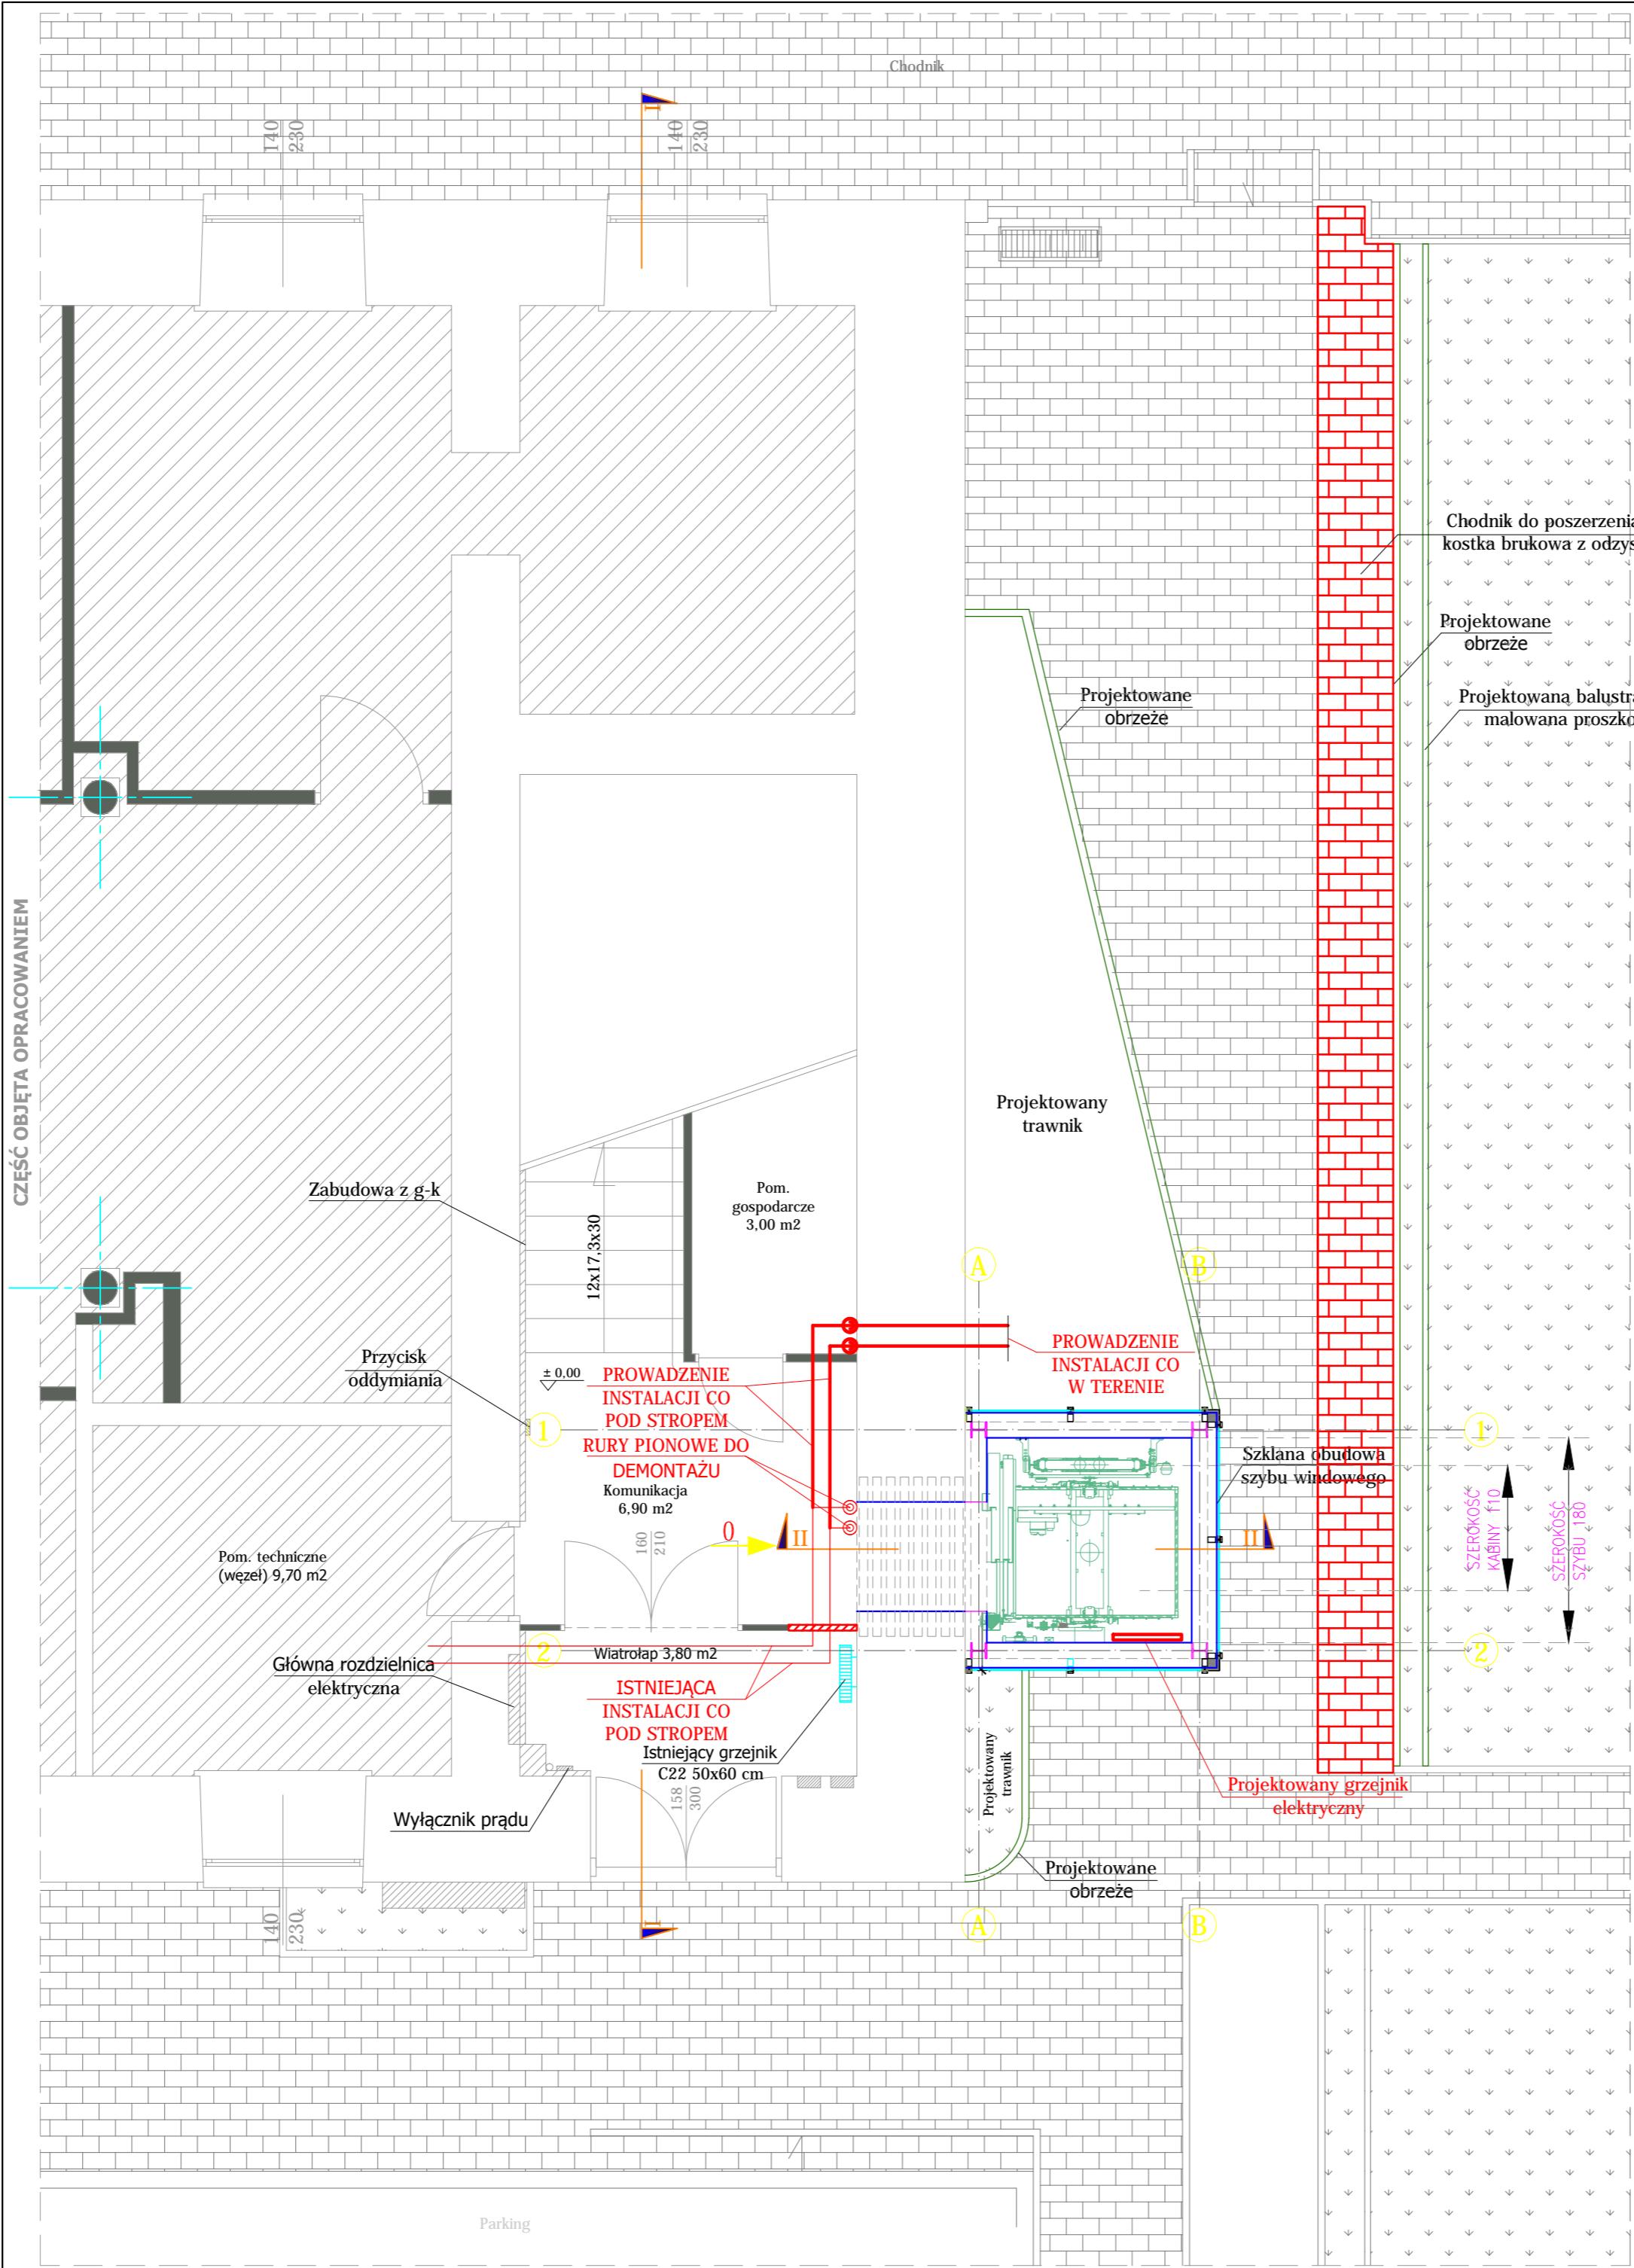 Chodnik
140
230
I
140
230
Chodnik do poszerzenia
kostka brukowa z
Projektowane
obrzeże
Projektowane
obrzeże
Projektowana
malowana
CZĘŚĆ OBJĘTA OPRACOWANIEM
Projektowany
trawnik
Zabudowa z g-k
Pom.
gospodarcze
3,00 m2
12x17,3x30
A
B
PROWADZENIE
INSTALACJI CO
W TERENIE
Przycisk
oddymiania
± 0,00
PROWADZENIE
INSTALACJI CO
POD STROPEM
1
1
RURY PIONOWE DO
DEMONTAŻU
Komunikacja
6,90 m2
Szklana obudowa
szybu windowego
SZEROKOŚĆ
KABINY 110
SZEROKOŚĆ
SZYBU 180
0
II
II
160
210
Pom. techniczne
(węzeł) 9,70 m2
2
2
Wiatrołap 3,80 m2
Główna rozdzielnica
elektryczna
ISTNIEJĄCA
INSTALACJI CO
POD STROPEM
Istniejący grzejnik
C22 50x60 cm
Projektowany
trawnik
158
300
Projektowany grzejnik
elektryczny
Wyłącznik prądu
Projektowane
obrzeże
140
230
I
A
B
Parking